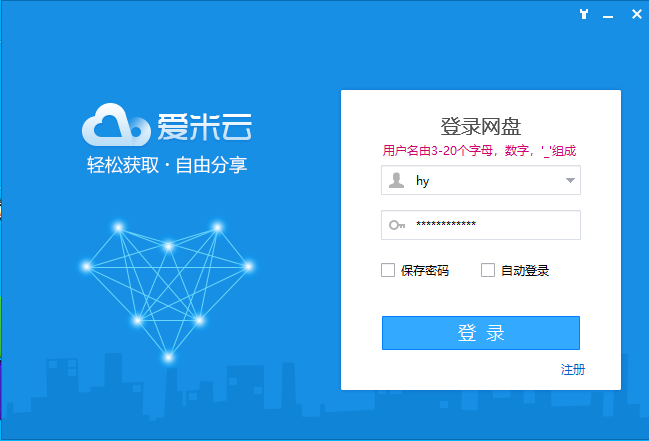 爱米云
轻松获取·自由分享
登录网盘
用户名由3-20个字母，数字，'_'组成
hy
************
保存密码
自动登录
登 录
注册